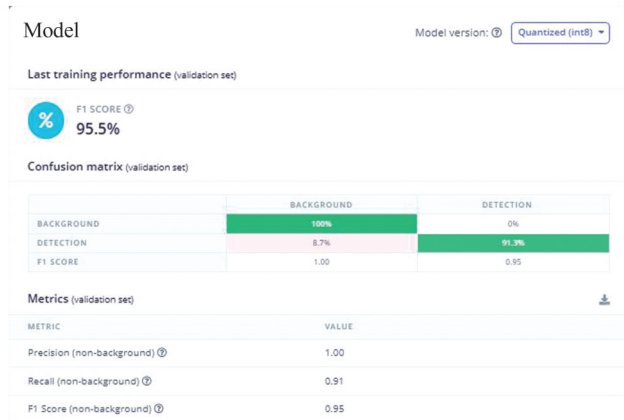 Model
Model version: Quantized (int8)
Last training performance (validation set)
%
F1 SCORE
95.5%
Confusion matrix (validation set)
BACKGROUND DETECTION
BACKGROUND 100% 0%
DETECTION 8.7% 91.3%
F1 SCORE 1.00 0.95
Metrics (validation set)
METRIC VALUE
Precision (non-background) 1.00
Recall (non-background) 0.91
F1 Score (non-background) 0.95